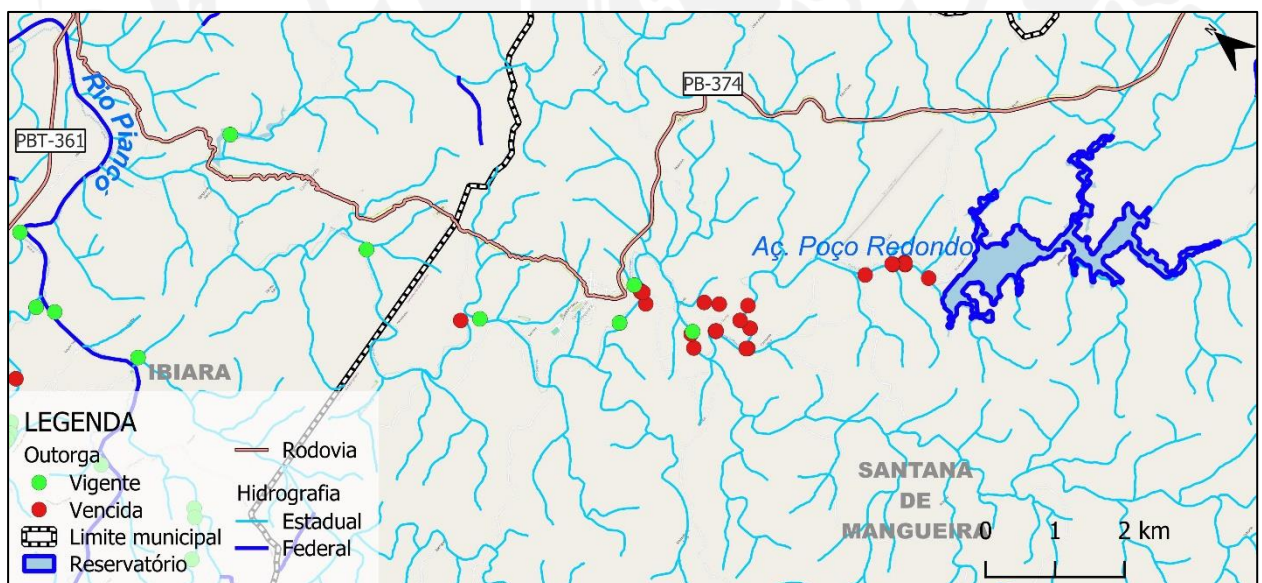 N
PB-374
Rio Piancó
PBT-361
Aç. Poço Redondo
IBIARA
LEGENDA
Outorga
Vigente
Vencida
Limite municipal
Reservatório
Rodovia
Hidrografia
Estadual
Federal
SANTANA
DE
MANGUEIRA
0 1 2 km